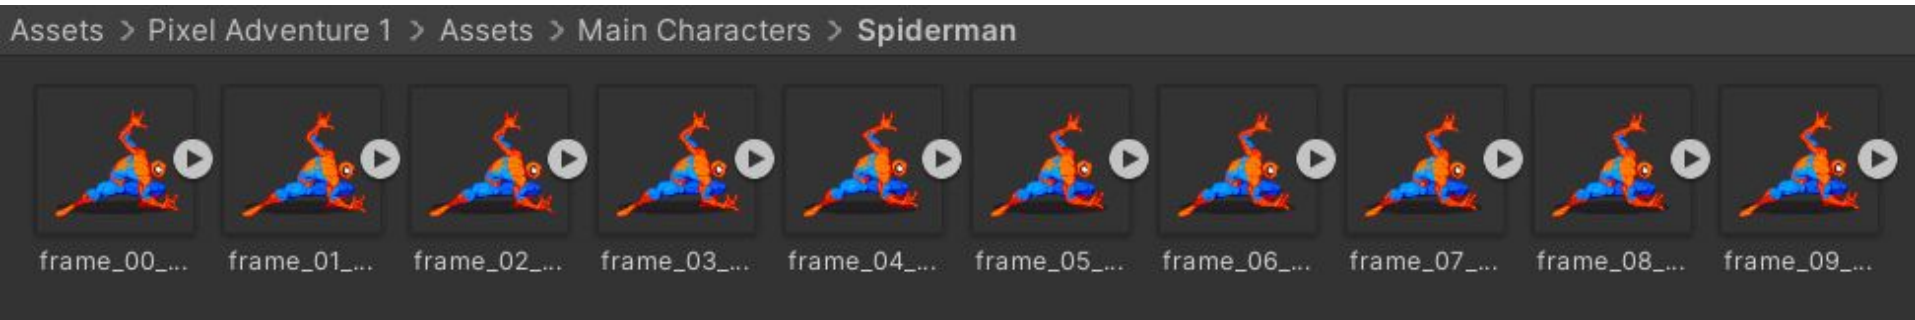 Assets > Pixel Adventure 1 > Assets > Main Characters > Spiderman
frame_00_... frame_01_... frame_02_... frame_03_... frame_04_... frame_05_... frame_06_... frame_07_... frame_08_... frame_09_...